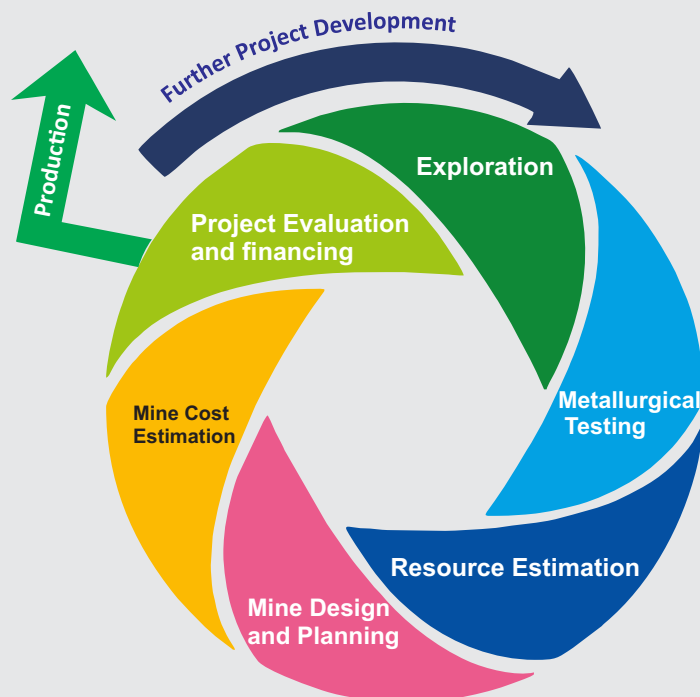 Further Project Development
Production
Exploration
Project Evaluation
and financing
Metallurgical
Testing
Mine Cost
Estimation
Resource Estimation
Mine Design
and Planning